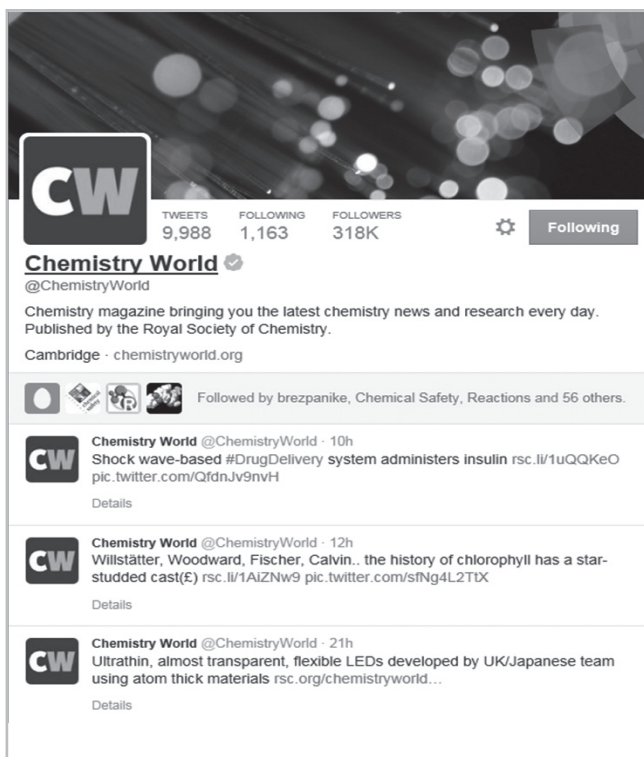 CW
TWEETS FOLLOWING FOLLOWERS
9,988 1,163 318K
Following
Chemistry World
@ChemistryWorld
Chemistry magazine bringing you the latest chemistry news and research every day.
Published by the Royal Society of Chemistry.
Cambridge · chemistryworld.org
Followed by brezpanike, Chemical Safety, Reactions and 56 others.
CW
Chemistry World @ChemistryWorld · 10h
Shock wave-based #DrugDelivery system administers insulin rsc.li/1uQQKeO
pic.twitter.com/QfdnJv9nvH
Details
CW
Chemistry World @ChemistryWorld · 12h
Willstätter, Woodward, Fischer, Calvin.. the history of chlorophyll has a star-
studded cast(£) rsc.li/1AiZNw9 pic.twitter.com/sfNg4L2TtX
Details
CW
Chemistry World @ChemistryWorld · 21h
Ultrathin, almost transparent, flexible LEDs developed by UK/Japanese team
using atom thick materials rsc.org/chemistryworld…
Details